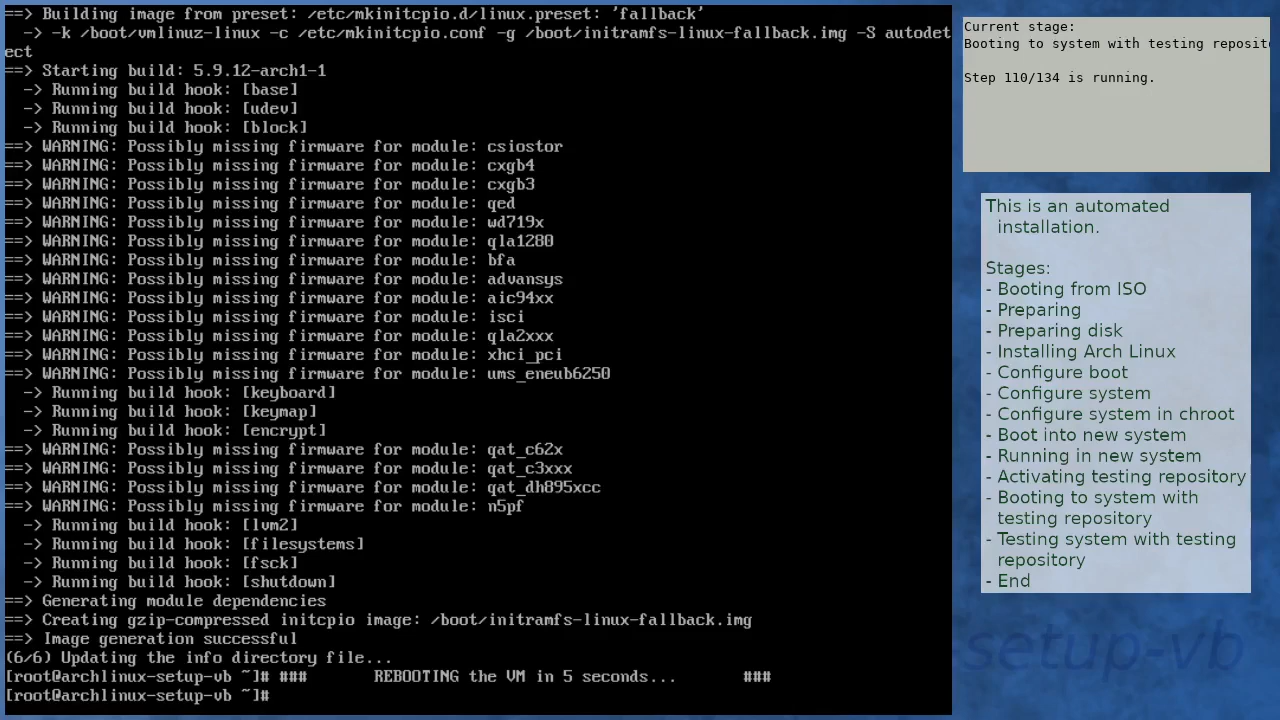 ==> Building image from preset: /etc/mkinitcpio.d/linux.preset: 'fallback'
  -> -k /boot/vmlinuz-linux -c /etc/mkinitcpio.conf -g /boot/initramfs-linux-fallback.img -S autodet
ect
==> Starting build: 5.9.12-arch1-1
  -> Running build hook: [base]
  -> Running build hook: [udev]
  -> Running build hook: [block]
==> WARNING: Possibly missing firmware for module: csiostor
==> WARNING: Possibly missing firmware for module: cxgb4
==> WARNING: Possibly missing firmware for module: cxgb3
==> WARNING: Possibly missing firmware for module: qed
==> WARNING: Possibly missing firmware for module: wd719x
==> WARNING: Possibly missing firmware for module: qla1280
==> WARNING: Possibly missing firmware for module: bfa
==> WARNING: Possibly missing firmware for module: advansys
==> WARNING: Possibly missing firmware for module: aic94xx
==> WARNING: Possibly missing firmware for module: isci
==> WARNING: Possibly missing firmware for module: qla2xxx
==> WARNING: Possibly missing firmware for module: xhci_pci
==> WARNING: Possibly missing firmware for module: ums_eneub6250
  -> Running build hook: [keyboard]
  -> Running build hook: [keymap]
  -> Running build hook: [encrypt]
==> WARNING: Possibly missing firmware for module: qat_c62x
==> WARNING: Possibly missing firmware for module: qat_c3xxx
==> WARNING: Possibly missing firmware for module: qat_dh895xcc
==> WARNING: Possibly missing firmware for module: n5pf
  -> Running build hook: [lvm2]
  -> Running build hook: [filesystems]
  -> Running build hook: [fsck]
  -> Running build hook: [shutdown]
==> Generating module dependencies
==> Creating gzip-compressed initcpio image: /boot/initramfs-linux-fallback.img
==> Image generation successful
(6/6) Updating the info directory file...
[root@archlinux-setup-vb ~]# ###       REBOOTING the VM in 5 seconds...       ###
[root@archlinux-setup-vb ~]#
Current stage:
Booting to system with testing reposito
Step 110/134 is running.
This is an automated
installation.
Stages:
- Booting from ISO
- Preparing
- Preparing disk
- Installing Arch Linux
- Configure boot
- Configure system
- Configure system in chroot
- Boot into new system
- Running in new system
- Activating testing repository
- Booting to system with
testing repository
- Testing system with testing
repository
- End
-setup-vb